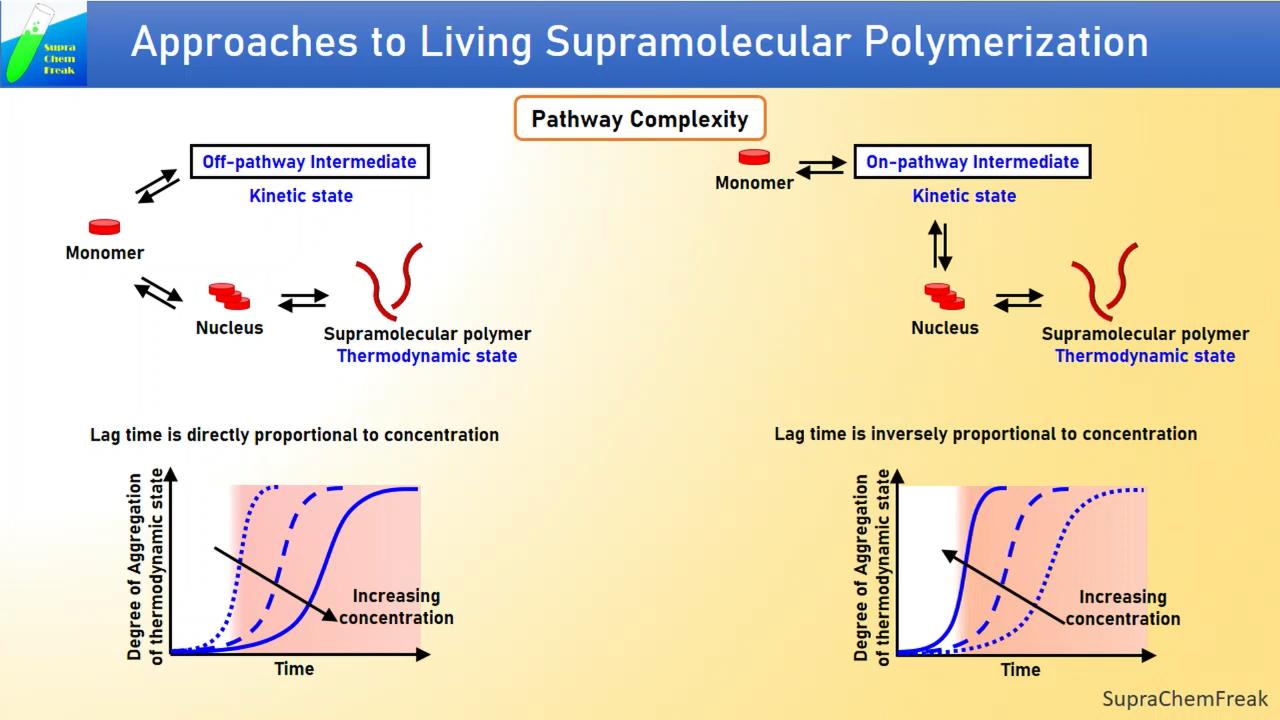 Supra
Chem
Freak
Approaches to Living Supramolecular Polymerization
Pathway Complexity
Off-pathway Intermediate
Kinetic state
Monomer
Nucleus
Supramolecular polymer
Thermodynamic state
Lag time is directly proportional to concentration
Degree of Aggregation
of thermodynamic state
Increasing
concentration
Time
Monomer
On-pathway Intermediate
Kinetic state
Nucleus
Supramolecular polymer
Thermodynamic state
Lag time is inversely proportional to concentration
Degree of Aggregation
of thermodynamic state
Increasing
concentration
Time
SupraChemFreak